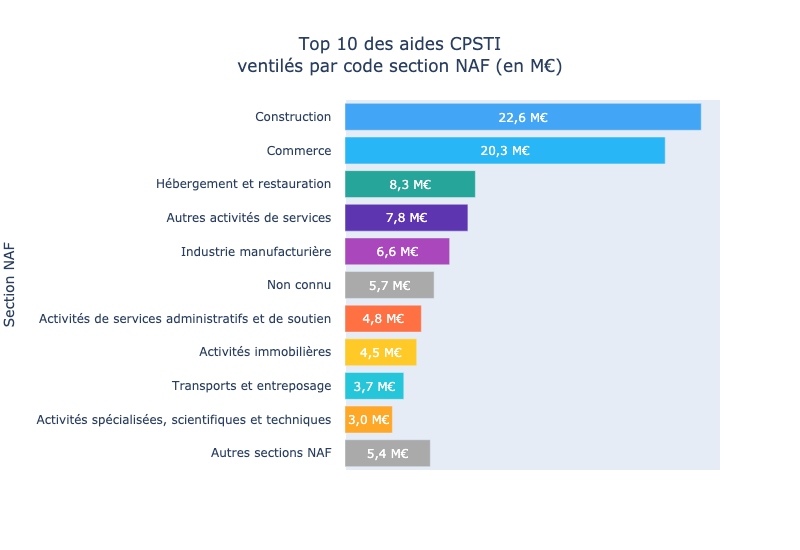 Top 10 des aides CPSTI
ventilés par code section NAF (en M€)
Section NAF
Construction 22,6 M€
Commerce 20,3 M€
Hébergement et restauration 8,3 M€
Autres activités de services 7,8 M€
Industrie manufacturière 6,6 M€
Non connu 5,7 M€
Activités de services administratifs et de soutien 4,8 M€
Activités immobilières 4,5 M€
Transports et entreposage 3,7 M€
Activités spécialisées, scientifiques et techniques 3,0 M€
Autres sections NAF 5,4 M€